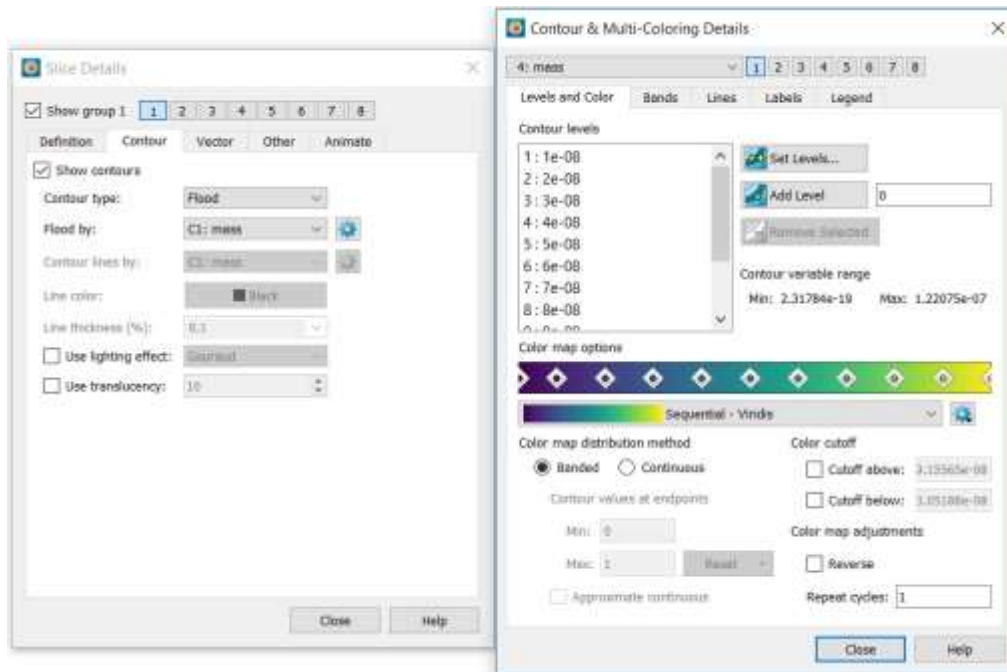 Slice Details
Show group 1 1 2 3 4 5 6 7 8
Definition Contour Vector Other Animate
Show contours
Contour type: Flood
Flood by: C1: mass
Contour lines by: C1: mass
Line color: Black
Line thickness (%): 0.1
Use lighting effect: Gouraud
Use translucency: 10
Close Help
Contour & Multi-Coloring Details
4: mass 1 2 3 4 5 6 7 8
Levels and Color Bands Lines Labels Legend
Contour levels
1 : 1e-08
2 : 2e-08
3 : 3e-08
4 : 4e-08
5 : 5e-08
6 : 6e-08
7 : 7e-08
8 : 8e-08
Set Levels...
Add Level 0
Remove Selected
Contour variable range
Min: 2.31784e-19 Max: 1.22075e-07
Color map options
Sequential - Viridis
Color map distribution method
Banded Continuous
Contour values at endpoints
Min: 0
Max: 1 Reset
Approximate continuous
Color cutoff
Cutoff above:
Cutoff below:
Color map adjustments
Reverse
Repeat cycles: 1
Close Help